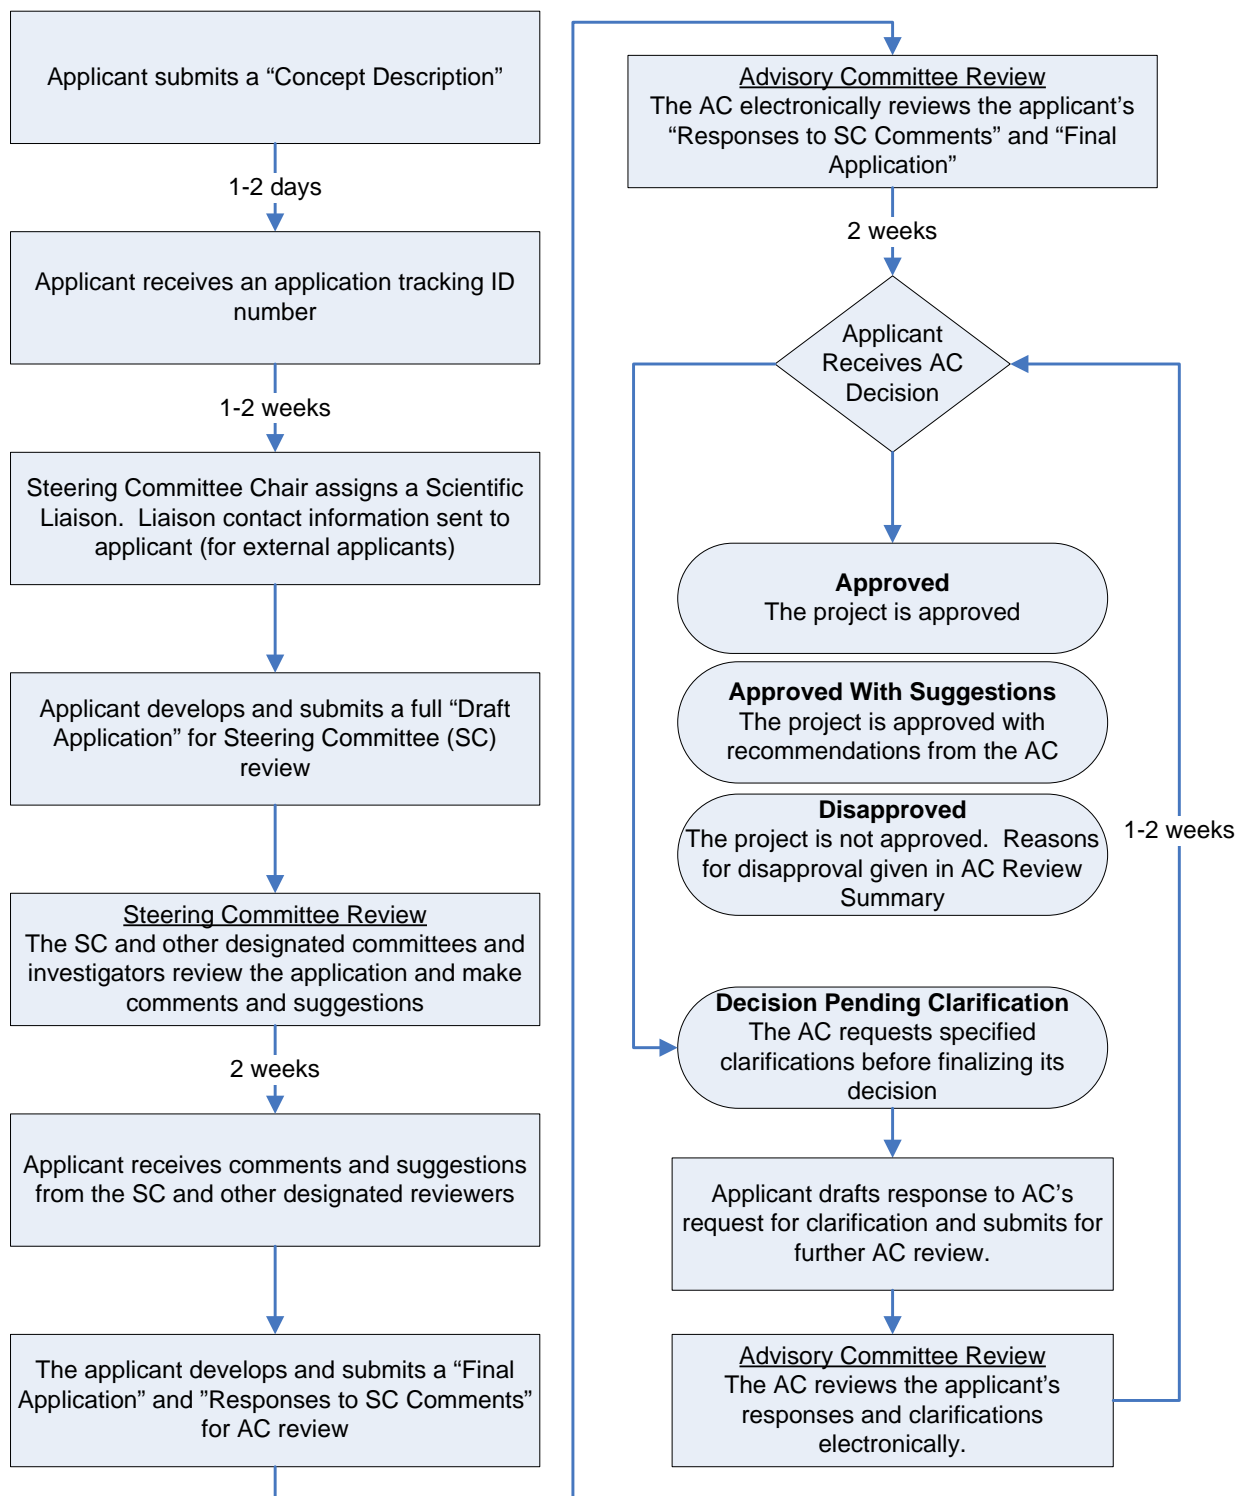 Applicant submits a “Concept Description”
1-2 days
Applicant receives an application tracking ID
number
1-2 weeks
Steering Committee Chair assigns a Scientific
Liaison.  Liaison contact information sent to
applicant (for external applicants)
Applicant develops and submits a full “Draft
Application” for Steering Committee (SC)
review
Steering Committee Review
The SC and other designated committees and
investigators review the application and make
comments and suggestions
2 weeks
Applicant receives comments and suggestions
from the SC and other designated reviewers
The applicant develops and submits a “Final
Application” and ”Responses to SC Comments”
for AC review
Advisory Committee Review
The AC electronically reviews the applicant’s
“Responses to SC Comments” and “Final
Application”
2 weeks
Applicant
Receives AC
Decision
Approved
The project is approved
Approved With Suggestions
The project is approved with
recommendations from the AC
Disapproved
The project is not approved.  Reasons
for disapproval given in AC Review
Summary
1-2 weeks
Decision Pending Clarification
The AC requests specified
clarifications before finalizing its
decision
Applicant drafts response to AC’s
request for clarification and submits for
further AC review.
Advisory Committee Review
The AC reviews the applicant’s
responses and clarifications
electronically.